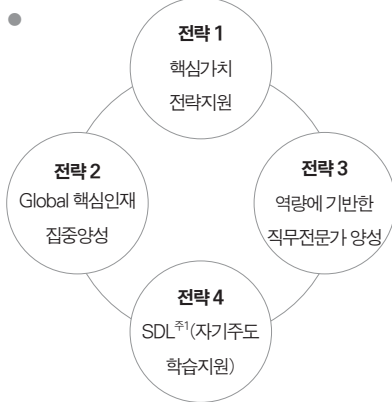 전략 1
핵심가치
전략지원
전략 2
Global 핵심인재
집중양성
전략 3
역량에 기반한
직무전문가 양성
전략 4
SDL주1(자기주도
학습지원)